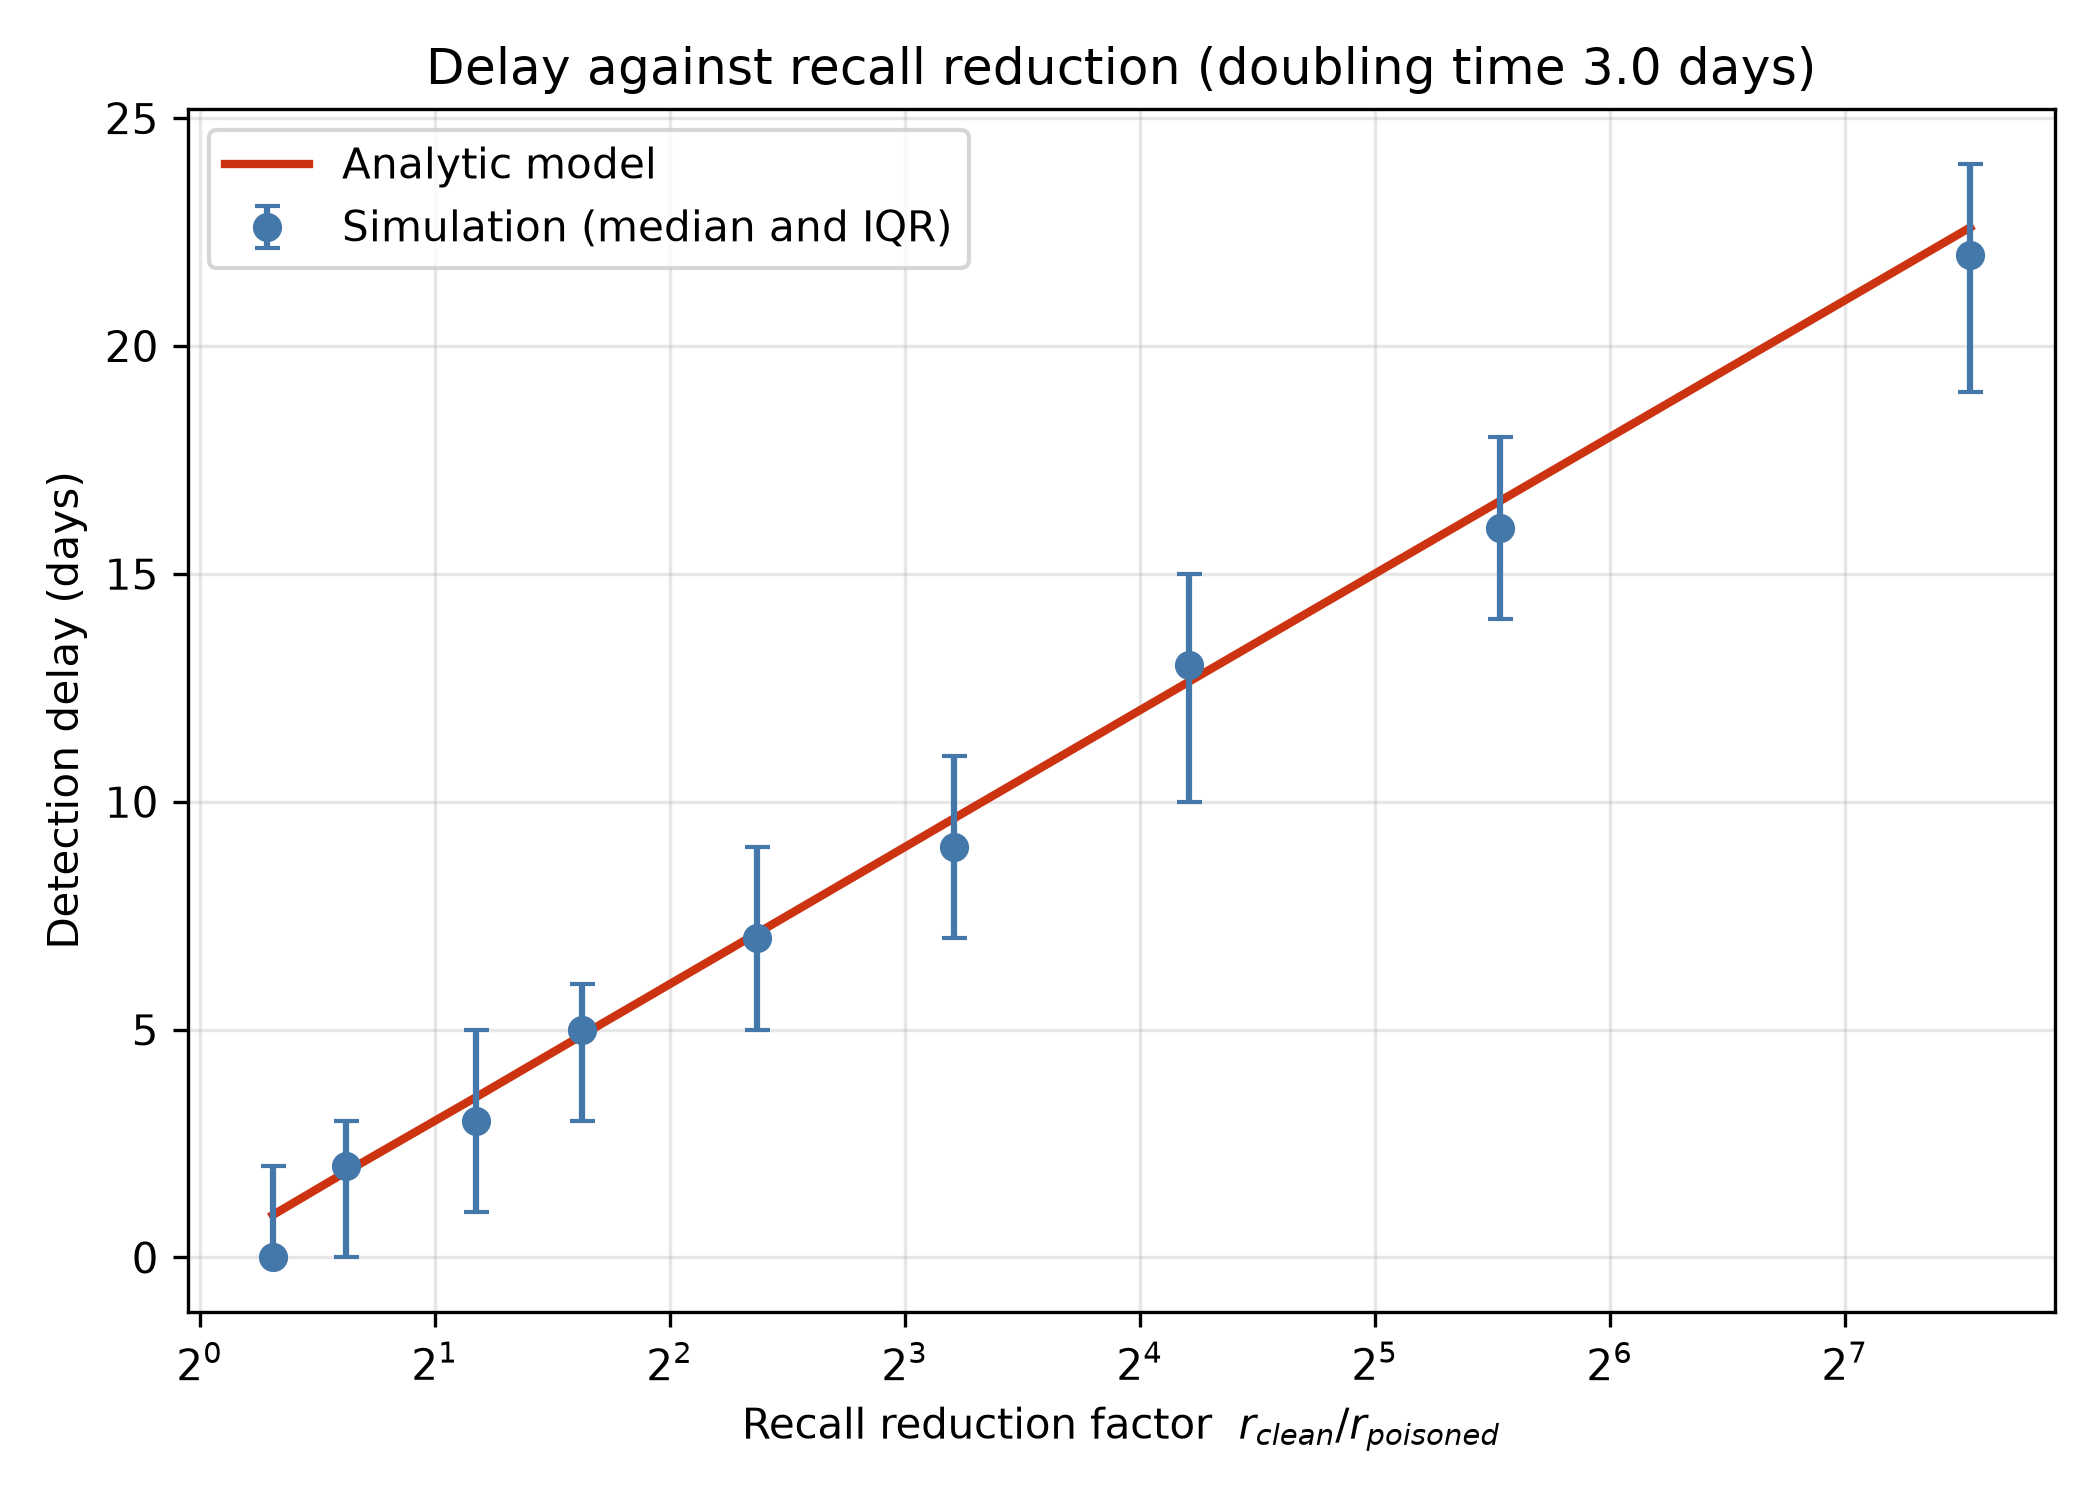 Delay against recall reduction (doubling time 3.0 days)
Analytic model
Simulation (median and IQR)
Detection delay (days)
25
20
15
10
5
0
2⁰ 2¹ 2² 2³ 2⁴ 2⁵ 2⁶ 2⁷
Recall reduction factor r_clean/r_poisoned